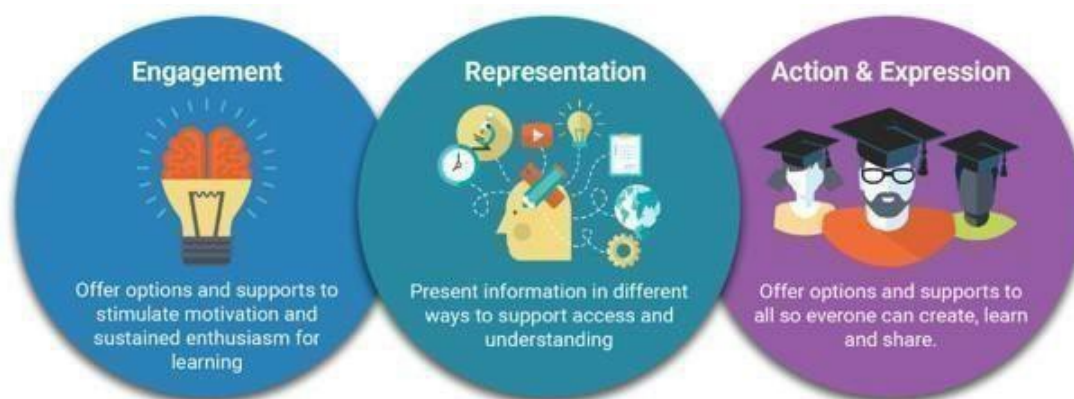 Engagement
Offer options and supports to
stimulate motivation and
sustained enthusiasm for
learning
Representation
Present information in different
ways to support access and
understanding
Action & Expression
Offer options and supports to
all so everone can create, learn
and share.